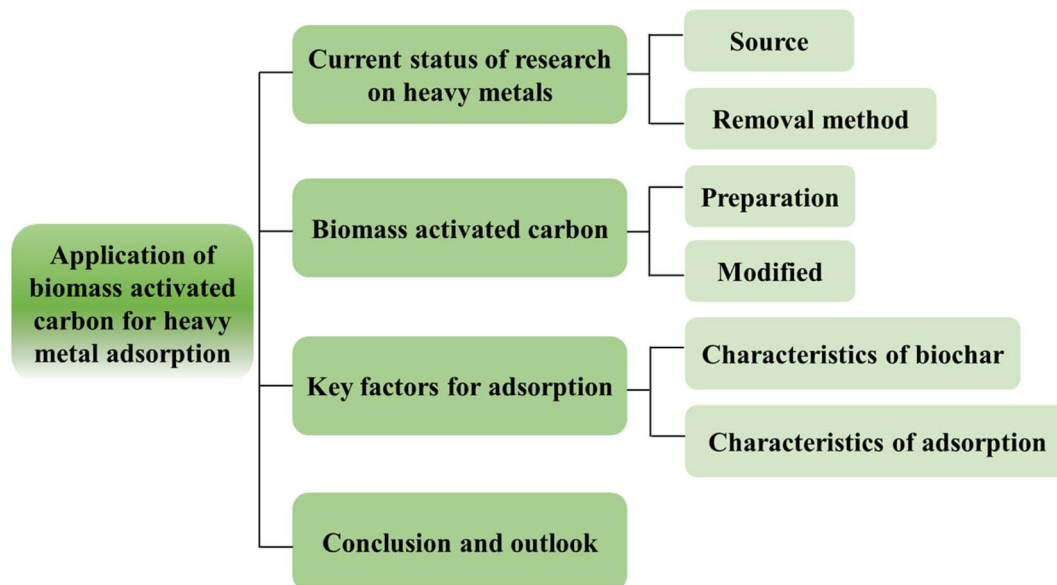 Application of
biomass activated
carbon for heavy
metal adsorption
Current status of research
on heavy metals
Source
Removal method
Biomass activated carbon
Preparation
Modified
Key factors for adsorption
Characteristics of biochar
Characteristics of adsorption
Conclusion and outlook